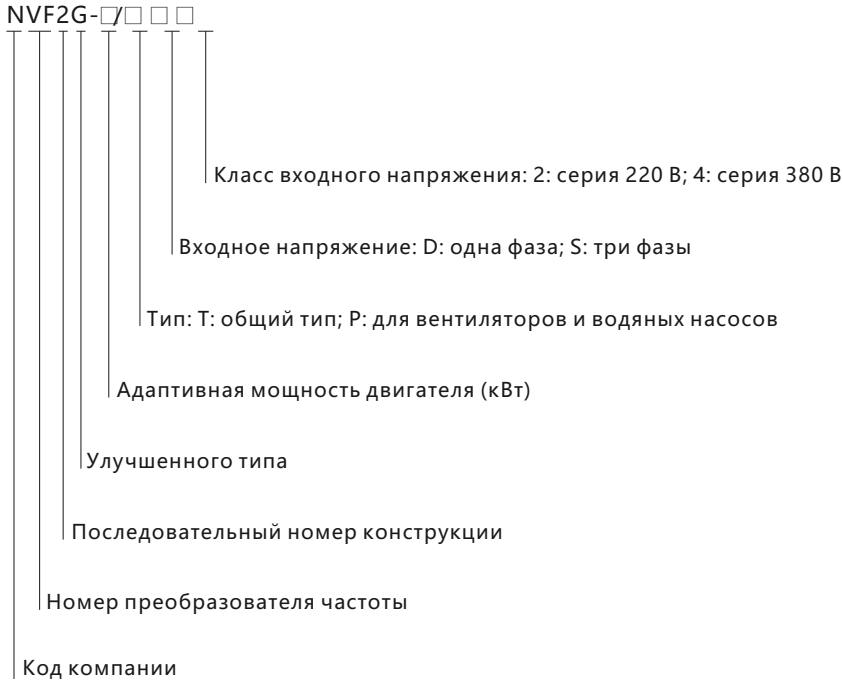 NVF2G-□/□ □ □
Класс входного напряжения: 2: серия 220 В; 4: серия 380 В
Входное напряжение: D: одна фаза; S: три фазы
Тип: T: общий тип; P: для вентиляторов и водяных насосов
Адаптивная мощность двигателя (кВт)
Улучшенного типа
Последовательный номер конструкции
Номер преобразователя частоты
Код компании